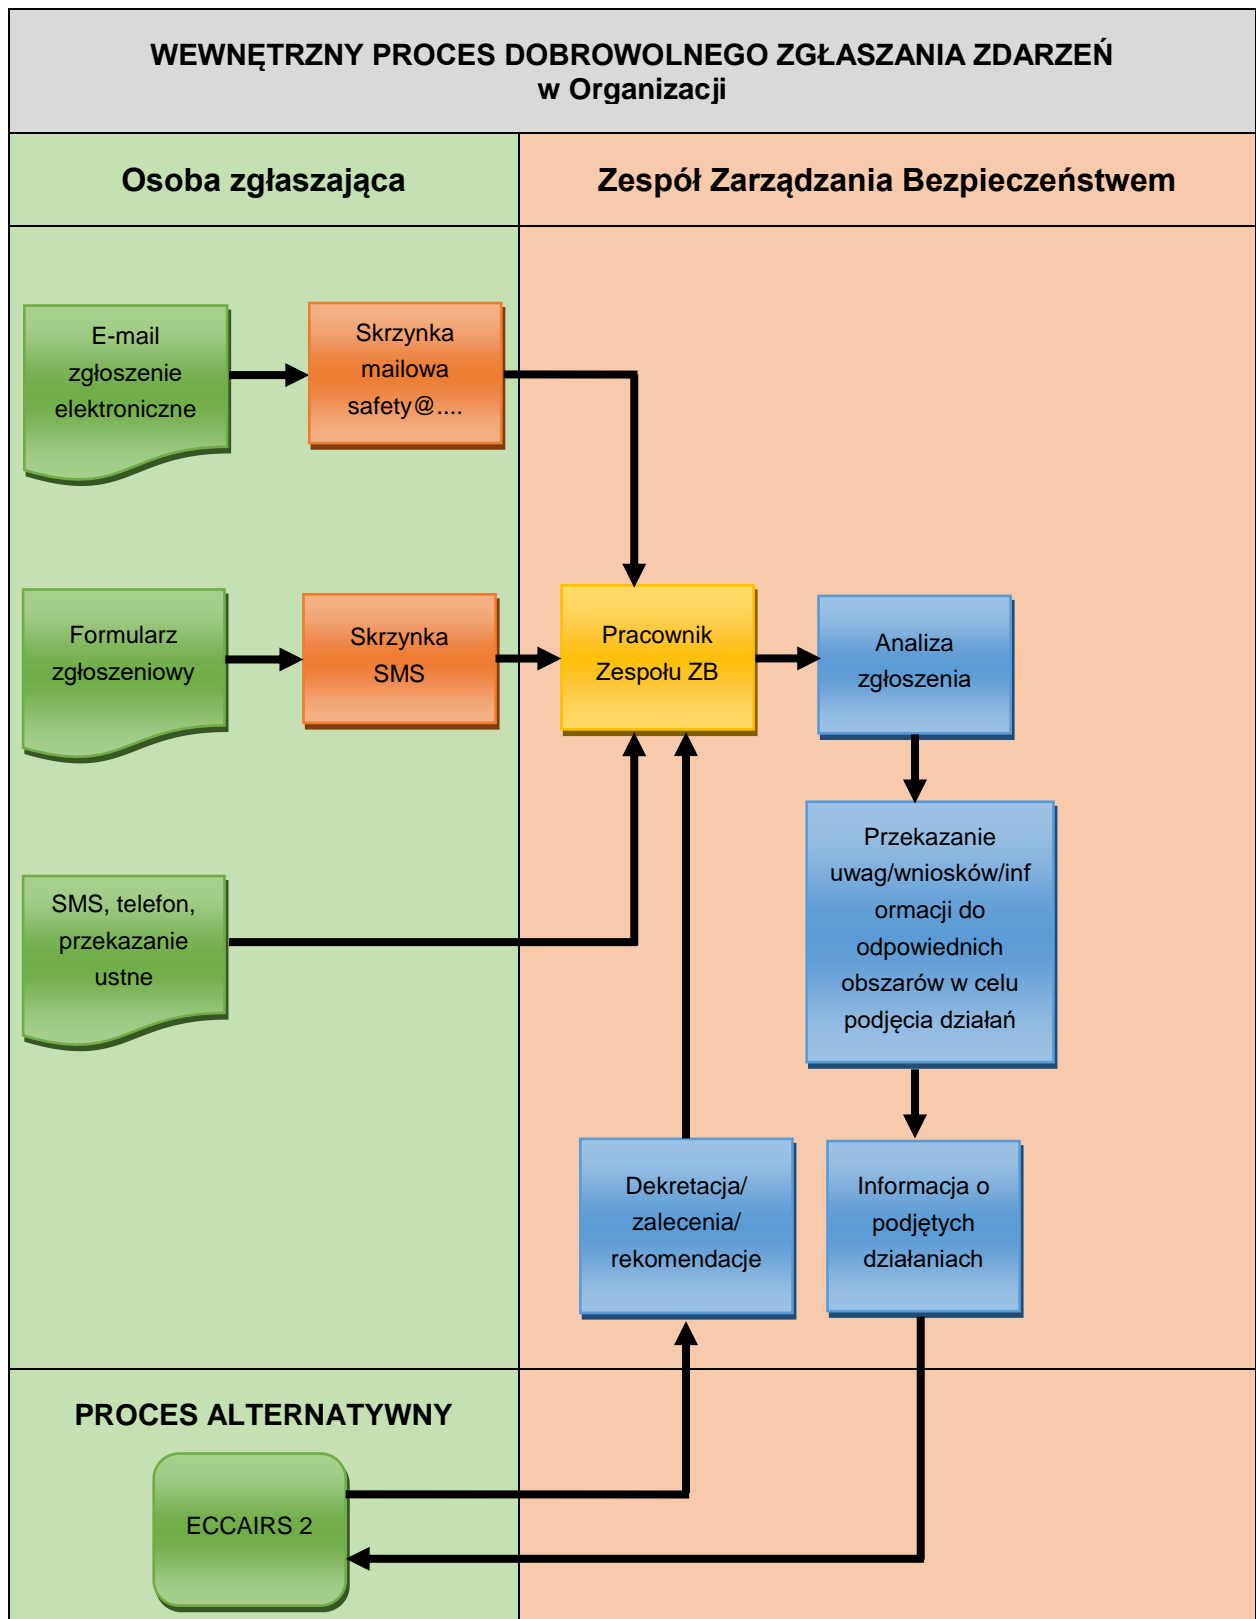 WEWNĘTRZNY PROCES DOBROWOLNEGO ZGŁASZANIA ZDARZEŃ
w Organizacji
Osoba zgłaszająca
Zespół Zarządzania Bezpieczeństwem
E-mail
zgłoszenie
elektroniczne
Skrzynka
mailowa
safety@....
Formularz
zgłoszeniowy
Skrzynka
SMS
Pracownik
Zespołu ZB
Analiza
zgłoszenia
Przekazanie
uwag/wniosków/inf
ormacji do
odpowiednich
obszarów w celu
podjęcia działań
SMS, telefon,
przekazanie
ustne
Dekretacja/
zalecenia/
rekomendacje
Informacja o
podjętych
działaniach
PROCES ALTERNATYWNY
ECCAIRS 2